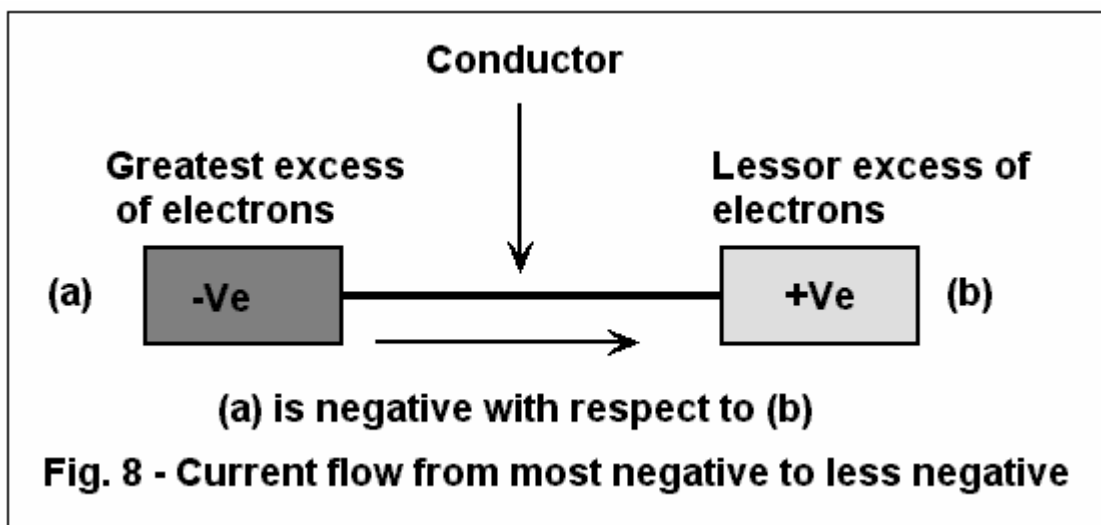 Conductor
Greatest excess
of electrons
Lessor excess of
electrons
(a)
-Ve
+Ve
(b)
(a) is negative with respect to (b)
Fig. 8 - Current flow from most negative to less negative